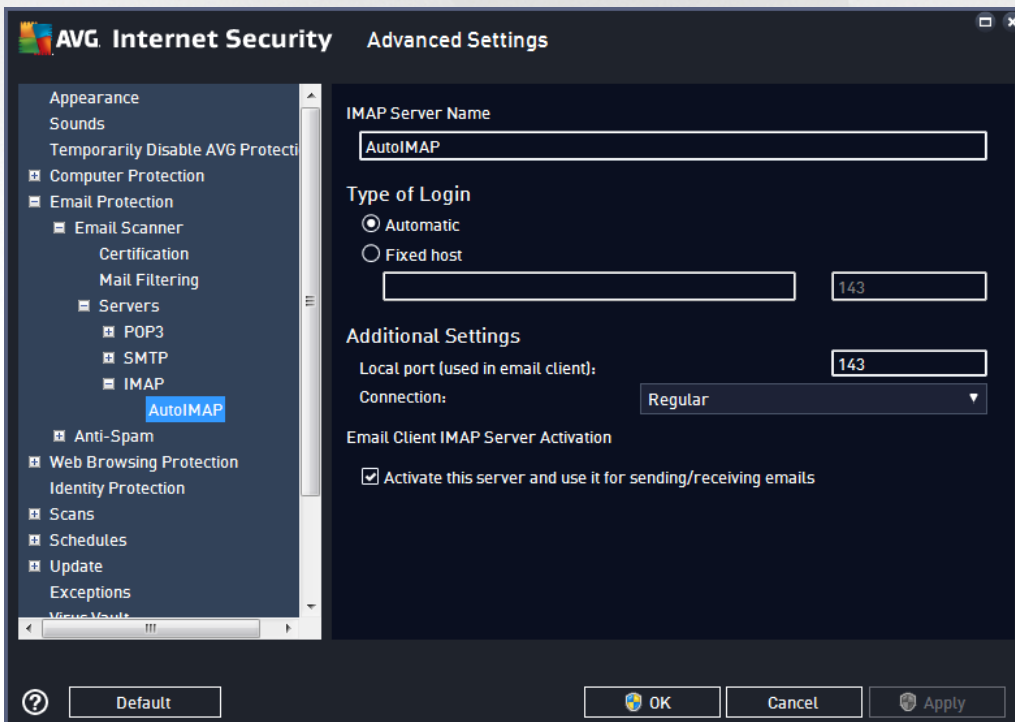 AVG. Internet Security Advanced Settings
Appearance
Sounds
Temporarily Disable AVG Protecti
Computer Protection
Email Protection
Email Scanner
Certification
Mail Filtering
Servers
POP3
SMTP
IMAP
AutoIMAP
Anti-Spam
Web Browsing Protection
Identity Protection
Scans
Schedules
Update
Exceptions
Virus Vault
IMAP Server Name
AutoIMAP
Type of Login
Automatic
Fixed host
143
Additional Settings
Local port (used in email client): 143
Connection: Regular
Email Client IMAP Server Activation
Activate this server and use it for sending/receiving emails
Default OK Cancel Apply